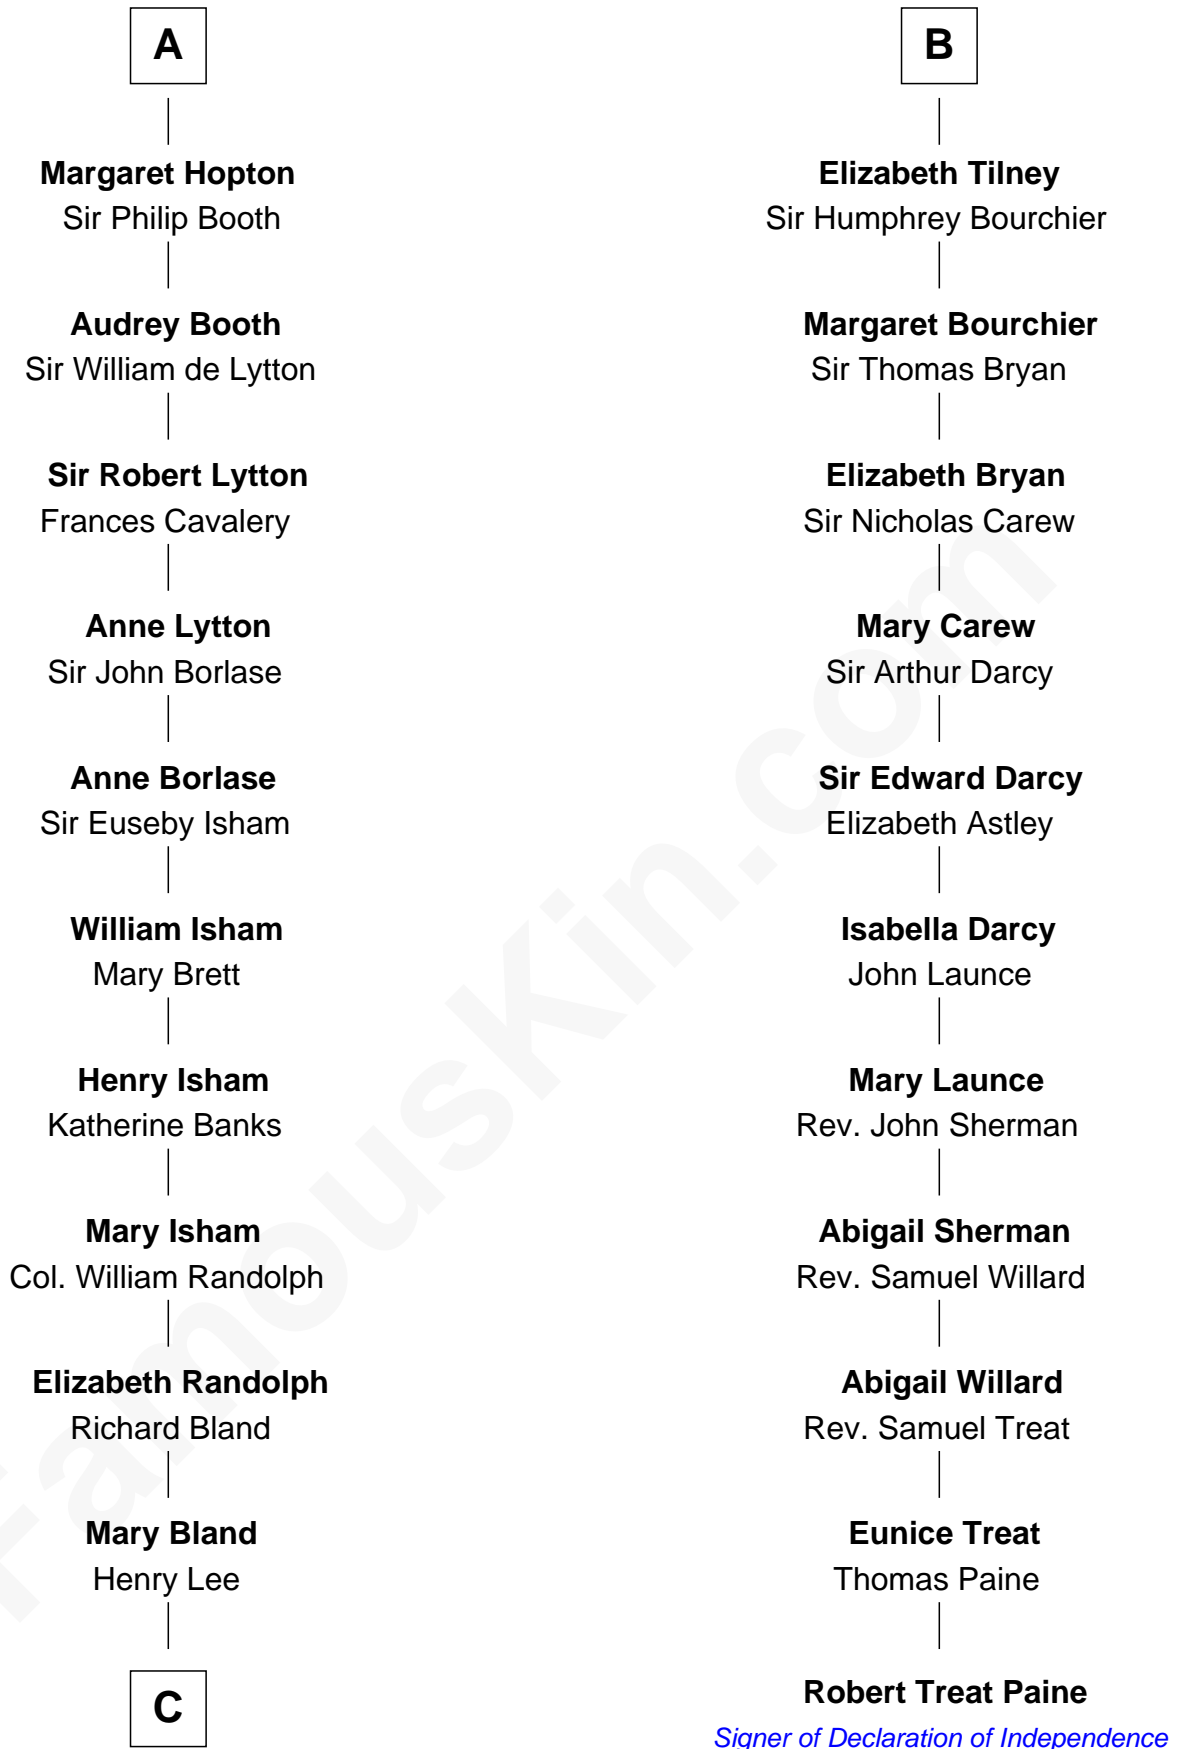 A
Margaret Hopton
Sir Philip Booth
Audrey Booth
Sir William de Lytton
Sir Robert Lytton
Frances Cavalery
Anne Lytton
Sir John Borlase
Anne Borlase
Sir Euseby Isham
William Isham
Mary Brett
Henry Isham
Katherine Banks
Mary Isham
Col. William Randolph
Elizabeth Randolph
Richard Bland
Mary Bland
Henry Lee
C
B
Elizabeth Tilney
Sir Humphrey Bourchier
Margaret Bourchier
Sir Thomas Bryan
Elizabeth Bryan
Sir Nicholas Carew
Mary Carew
Sir Arthur Darcy
Sir Edward Darcy
Elizabeth Astley
Isabella Darcy
John Launce
Mary Launce
Rev. John Sherman
Abigail Sherman
Rev. Samuel Willard
Abigail Willard
Rev. Samuel Treat
Eunice Treat
Thomas Paine
Robert Treat Paine
Signer of Declaration of Independence
FamousKin.com